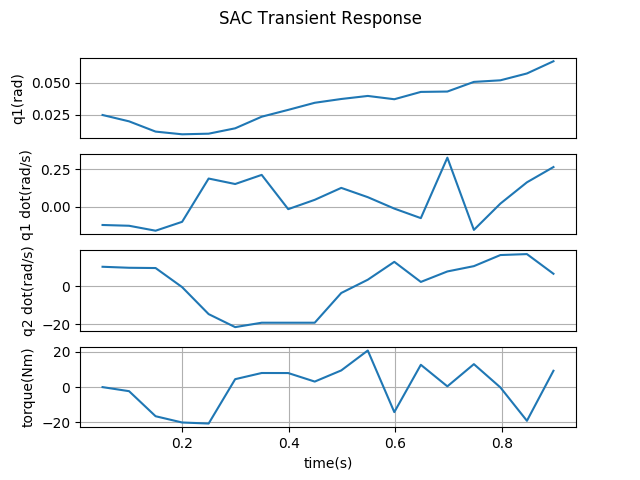 SAC Transient Response
q1(rad)
0.050
0.025
q1 dot(rad/s)
0.25
0.00
q2 dot(rad/s)
0
−20
torque(Nm)
20
0
−20
0.2 0.4 0.6 0.8
time(s)